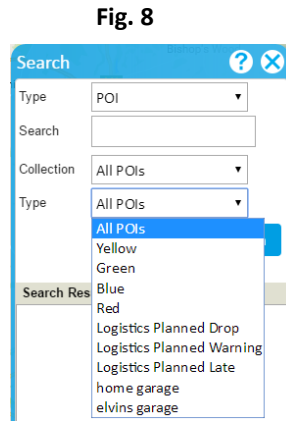 Fig. 8
Search ? X
Type POI
Search
Collection All POIs
Type All POIs
All POIs
Yellow
Green
Blue
Search Res
Red
Logistics Planned Drop
Logistics Planned Warning
Logistics Planned Late
home garage
elvins garage